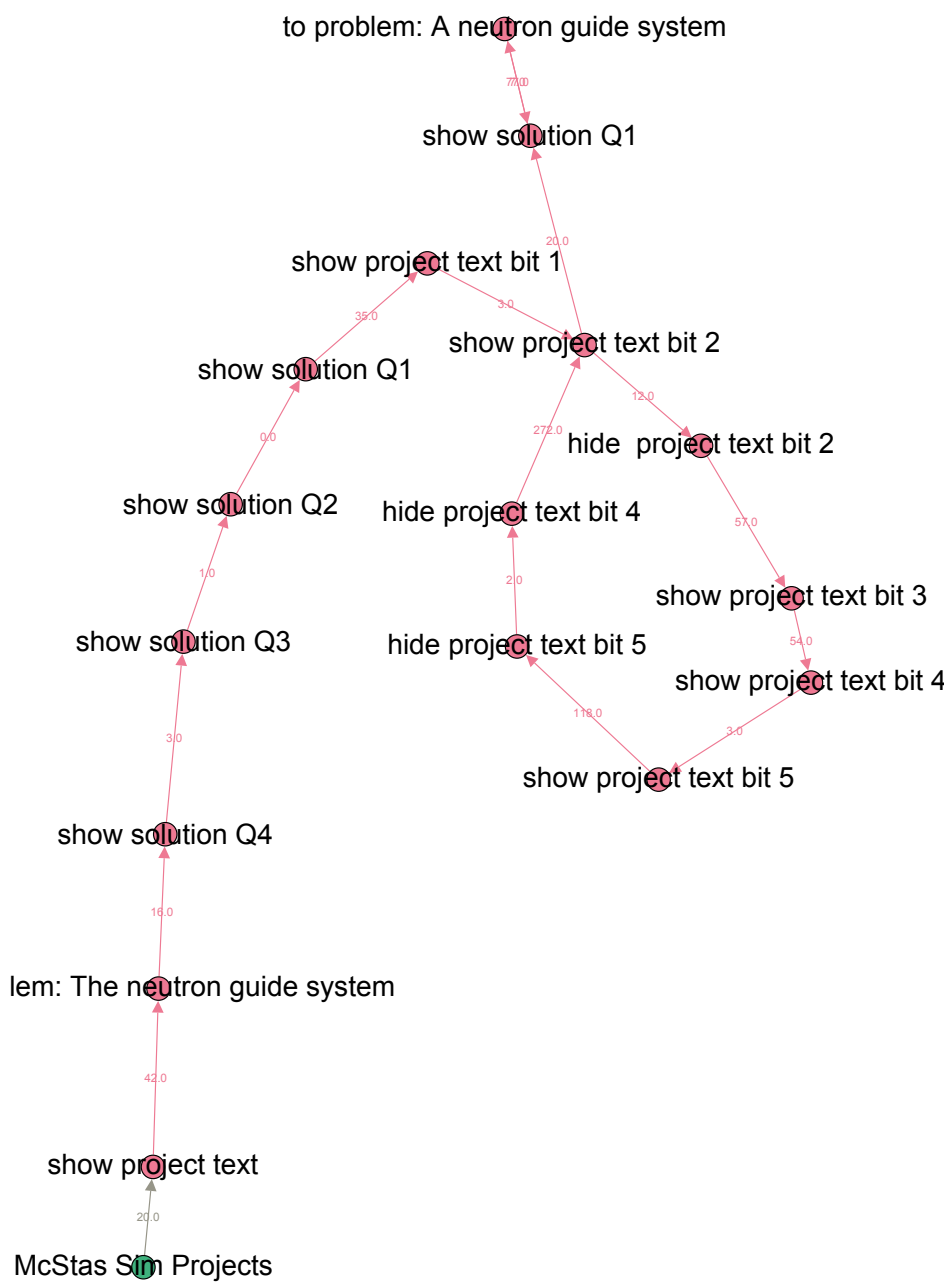 to problem: A neutron guide system
show solution Q1
20.0
show project text bit 1
3.0
35.0
show project text bit 2
show solution Q1
12.0
272.0
hide  project text bit 2
0.0
show solution Q2
hide project text bit 4
57.0
1.0
2.0
show project text bit 3
show solution Q3
hide project text bit 5
54.0
show project text bit 4
118.0
3.0
3.0
show project text bit 5
show solution Q4
16.0
lem: The neutron guide system
42.0
show project text
20.0
McStas Sim Projects